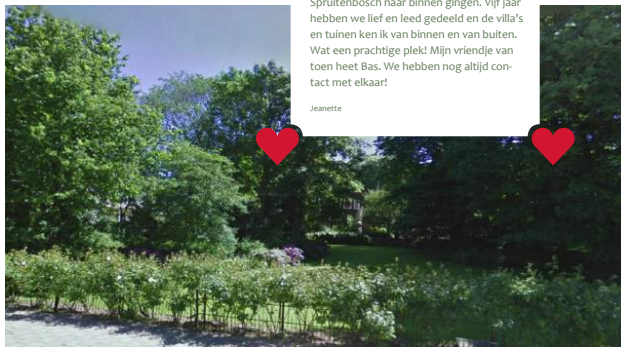 Spruitenbosch naar binnen gingen. Vijf jaar
hebben we lief en leed gedeeld en de villa's
en tuinen ken ik van binnen en van buiten.
Wat een prachtige plek! Mijn vriendje van
toen heet Bas. We hebben nog altijd con-
tact met elkaar!
Jeanette